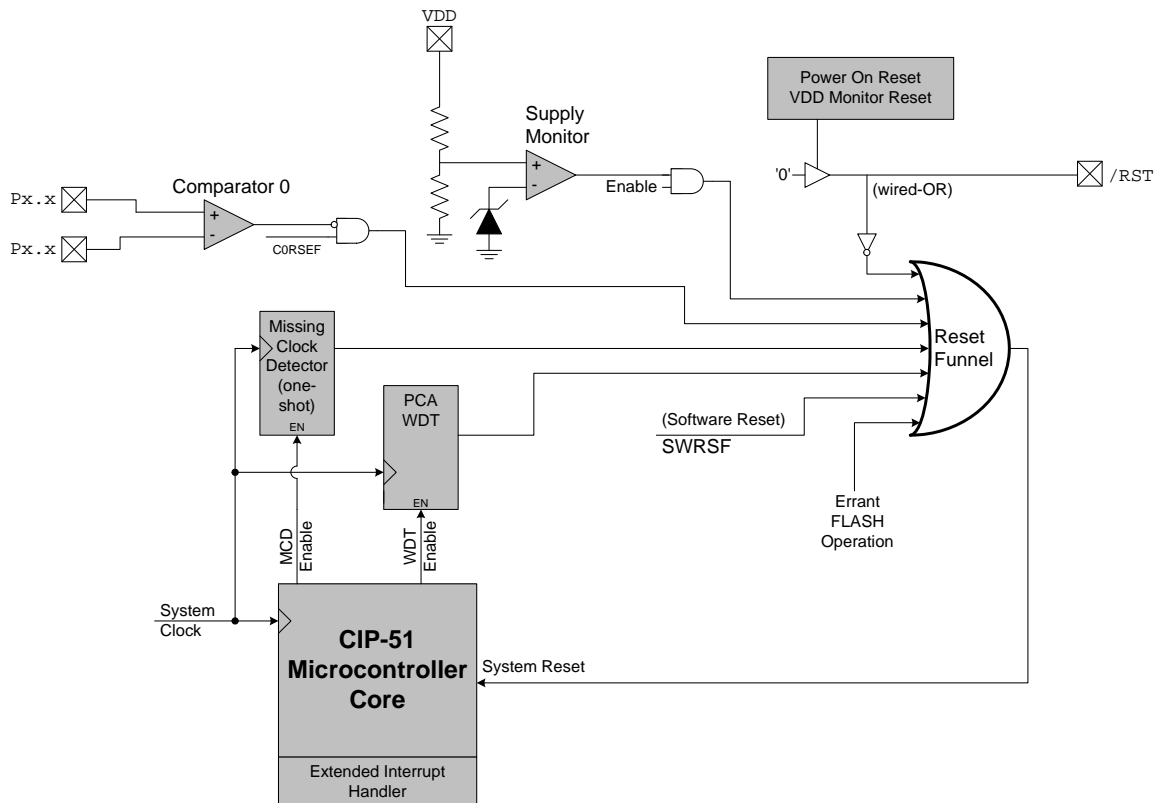 VDD
Power On Reset
VDD Monitor Reset
Supply
Monitor
+
-
Enable
'0'
(wired-OR)
/RST
Comparator 0
Px.x
Px.x
+
-
C0RSEF
Missing
Clock
Detector
(one-
shot)
EN
PCA
WDT
EN
Reset
Funnel
(Software Reset)
SWRSF
Errant
FLASH
Operation
MCD
Enable
WDT
Enable
System
Clock
CIP-51
Microcontroller
Core
System Reset
Extended Interrupt
Handler